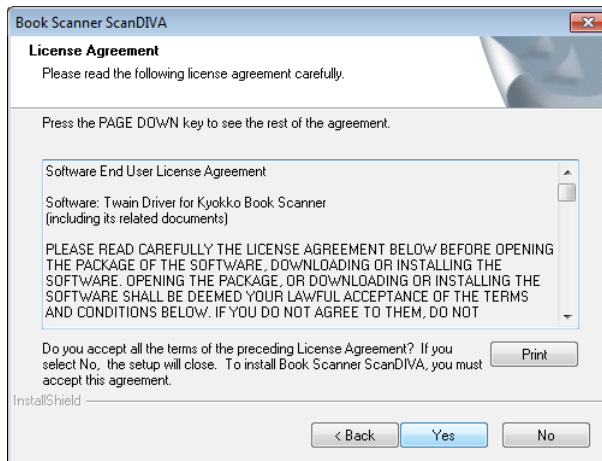 Book Scanner ScanDIVA
License Agreement
Please read the following license agreement carefully.
Press the PAGE DOWN key to see the rest of the agreement.
Software End User License Agreement
Software: Twain Driver for Kyokko Book Scanner
(including its related documents)
PLEASE READ CAREFULLY THE LICENSE AGREEMENT BELOW BEFORE OPENING
THE PACKAGE OF THE SOFTWARE, DOWNLOADING OR INSTALLING THE
SOFTWARE. OPENING THE PACKAGE, OR DOWNLOADING OR INSTALLING THE
SOFTWARE SHALL BE DEEMED YOUR LAWFUL ACCEPTANCE OF THE TERMS
AND CONDITIONS BELOW. IF YOU DO NOT AGREE TO THEM, DO NOT
Do you accept all the terms of the preceding License Agreement? If you
select No, the setup will close. To install Book Scanner ScanDIVA, you must
accept this agreement.
Print
InstallShield
< Back
Yes
No